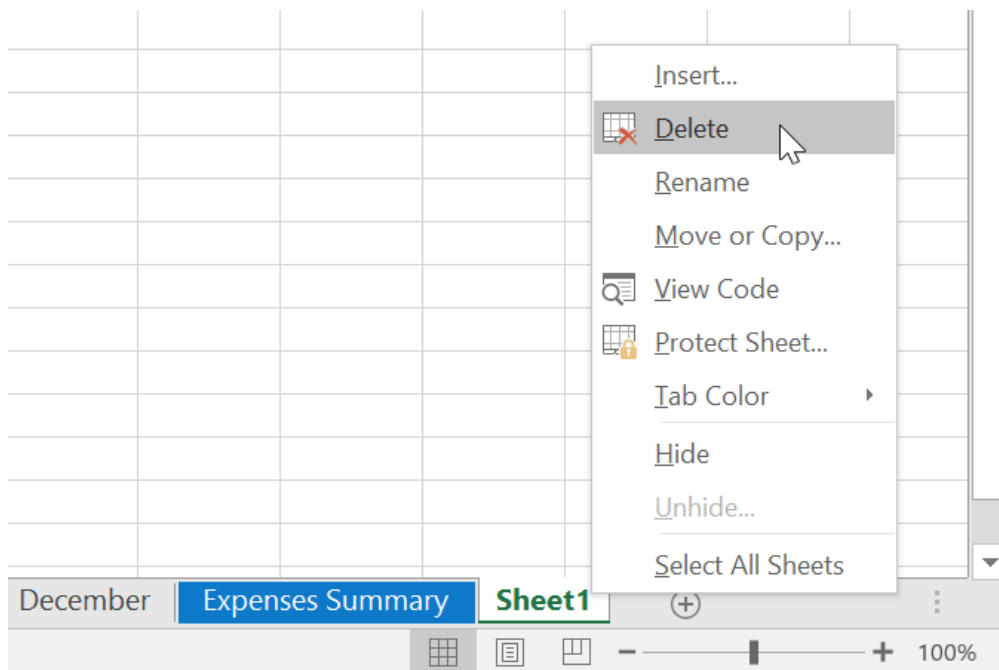 Insert...
Delete
Rename
Move or Copy...
View Code
Protect Sheet...
Tab Color
Hide
Unhide...
Select All Sheets
December Expenses Summary Sheet1
100%